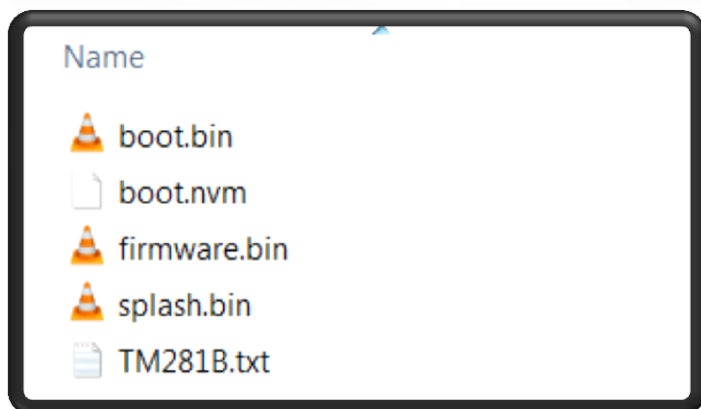 Name
boot.bin
boot.nvm
firmware.bin
splash.bin
TM281B.txt